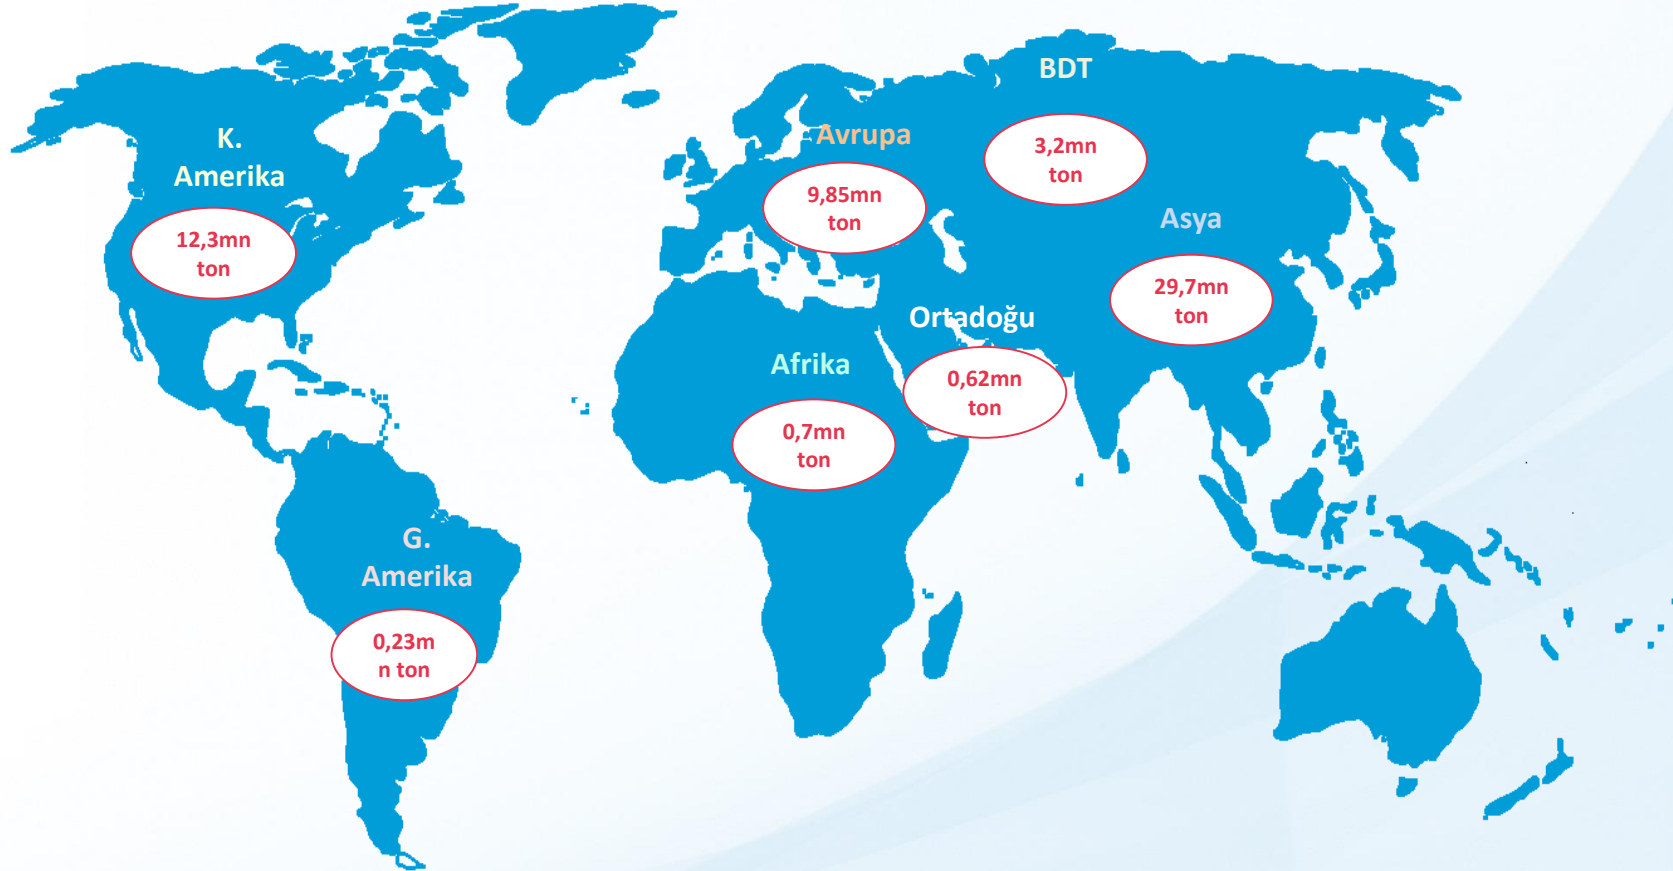 BDT
3,2mn
ton
Avrupa
9,85mn
ton
K.
Amerika
12,3mn
ton
Asya
29,7mn
ton
Ortadoğu
0,62mn
ton
Afrika
0,7mn
ton
G.
Amerika
0,23m
n ton